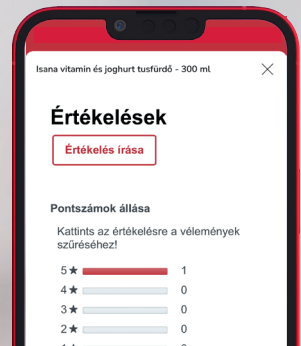 Isana vitamin és joghurt tusfürdő - 300 ml
Értékelések
Értékelés írása
Pontszámok állása
Kattints az értékelésre a vélemények
szűréséhez!
5★ 1
4★ 0
3★ 0
2★ 0